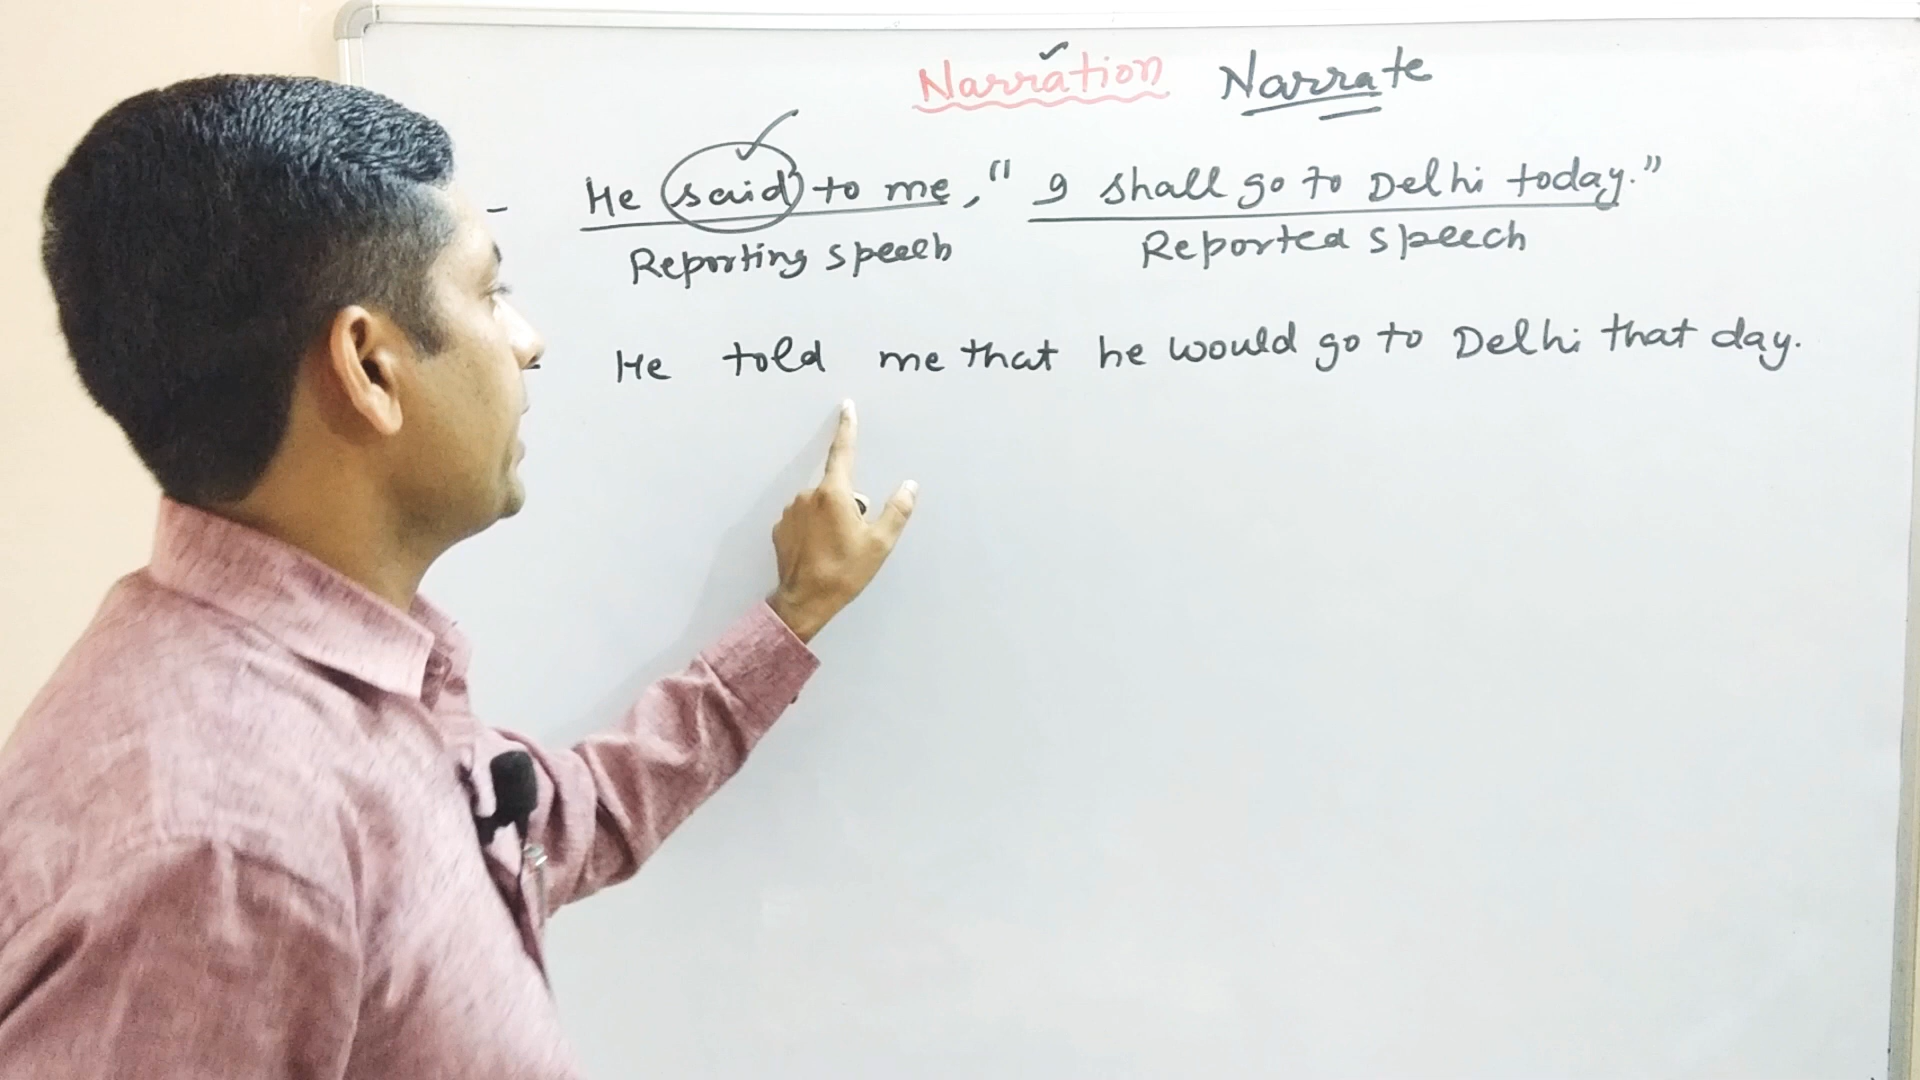 Narration Narrate
- He said to me, "I shall go to Delhi today."
Reporting speech Reported speech
- He told me that he would go to Delhi that day.